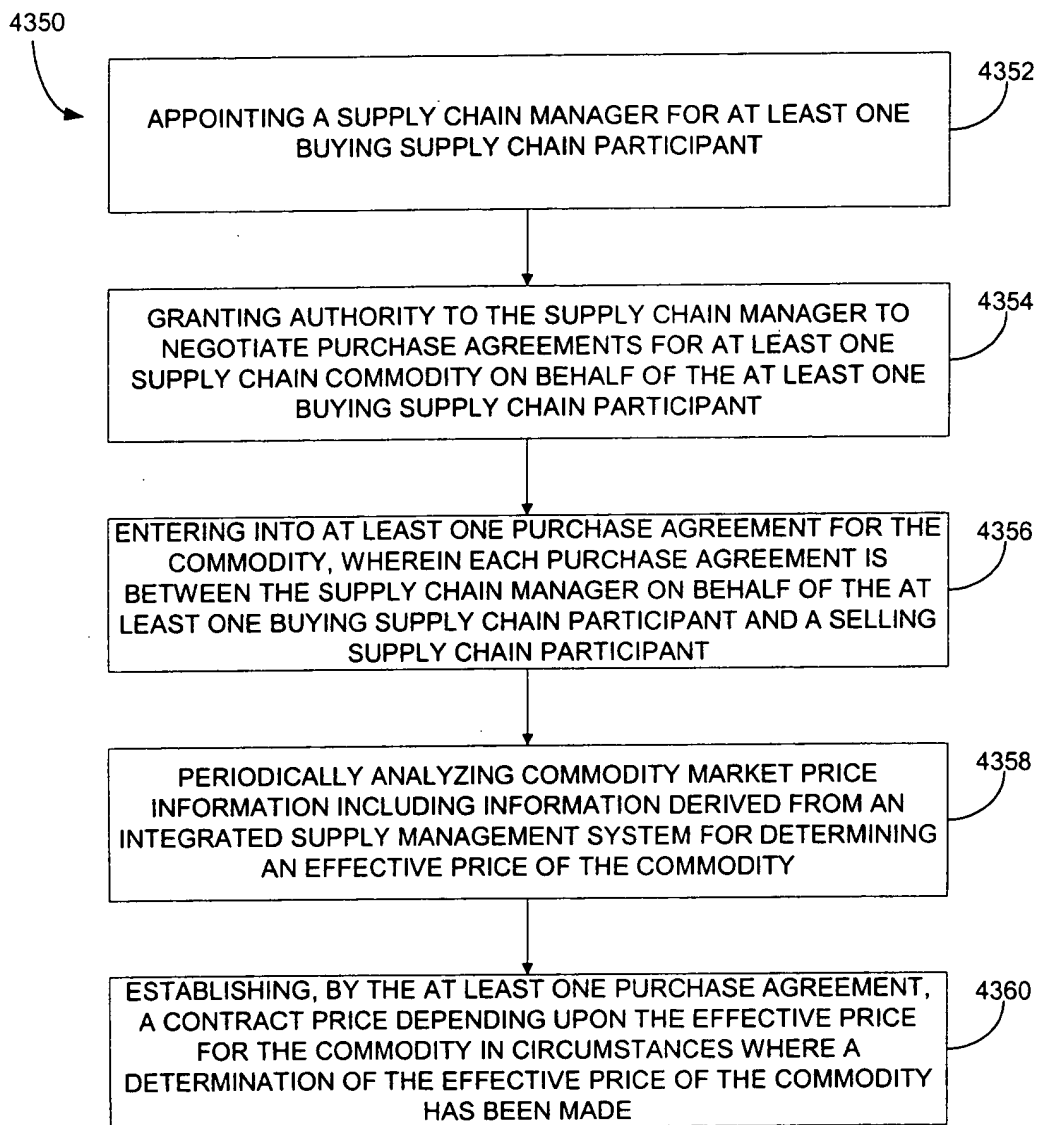 4350
4352
APPOINTING A SUPPLY CHAIN MANAGER FOR AT LEAST ONE
BUYING SUPPLY CHAIN PARTICIPANT
4354
GRANTING AUTHORITY TO THE SUPPLY CHAIN MANAGER TO
NEGOTIATE PURCHASE AGREEMENTS FOR AT LEAST ONE
SUPPLY CHAIN COMMODITY ON BEHALF OF THE AT LEAST ONE
BUYING SUPPLY CHAIN PARTICIPANT
4356
ENTERING INTO AT LEAST ONE PURCHASE AGREEMENT FOR THE
COMMODITY, WHEREIN EACH PURCHASE AGREEMENT IS
BETWEEN THE SUPPLY CHAIN MANAGER ON BEHALF OF THE AT
LEAST ONE BUYING SUPPLY CHAIN PARTICIPANT AND A SELLING
SUPPLY CHAIN PARTICIPANT
4358
PERIODICALLY ANALYZING COMMODITY MARKET PRICE
INFORMATION INCLUDING INFORMATION DERIVED FROM AN
INTEGRATED SUPPLY MANAGEMENT SYSTEM FOR DETERMINING
AN EFFECTIVE PRICE OF THE COMMODITY
4360
ESTABLISHING, BY THE AT LEAST ONE PURCHASE AGREEMENT,
A CONTRACT PRICE DEPENDING UPON THE EFFECTIVE PRICE
FOR THE COMMODITY IN CIRCUMSTANCES WHERE A
DETERMINATION OF THE EFFECTIVE PRICE OF THE COMMODITY
HAS BEEN MADE